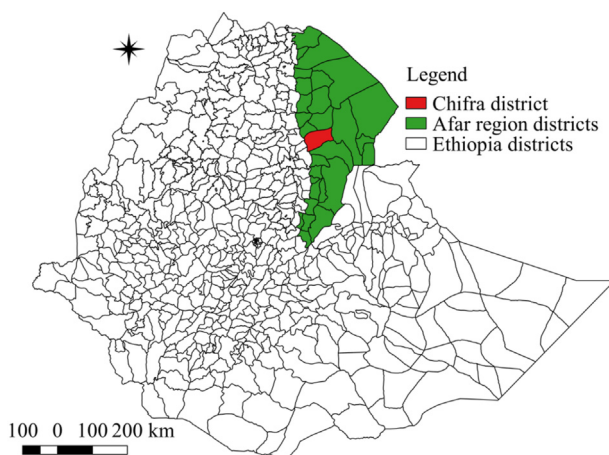 Legend
Chifra district
Afar region districts
Ethiopia districts
100 0 100 200 km